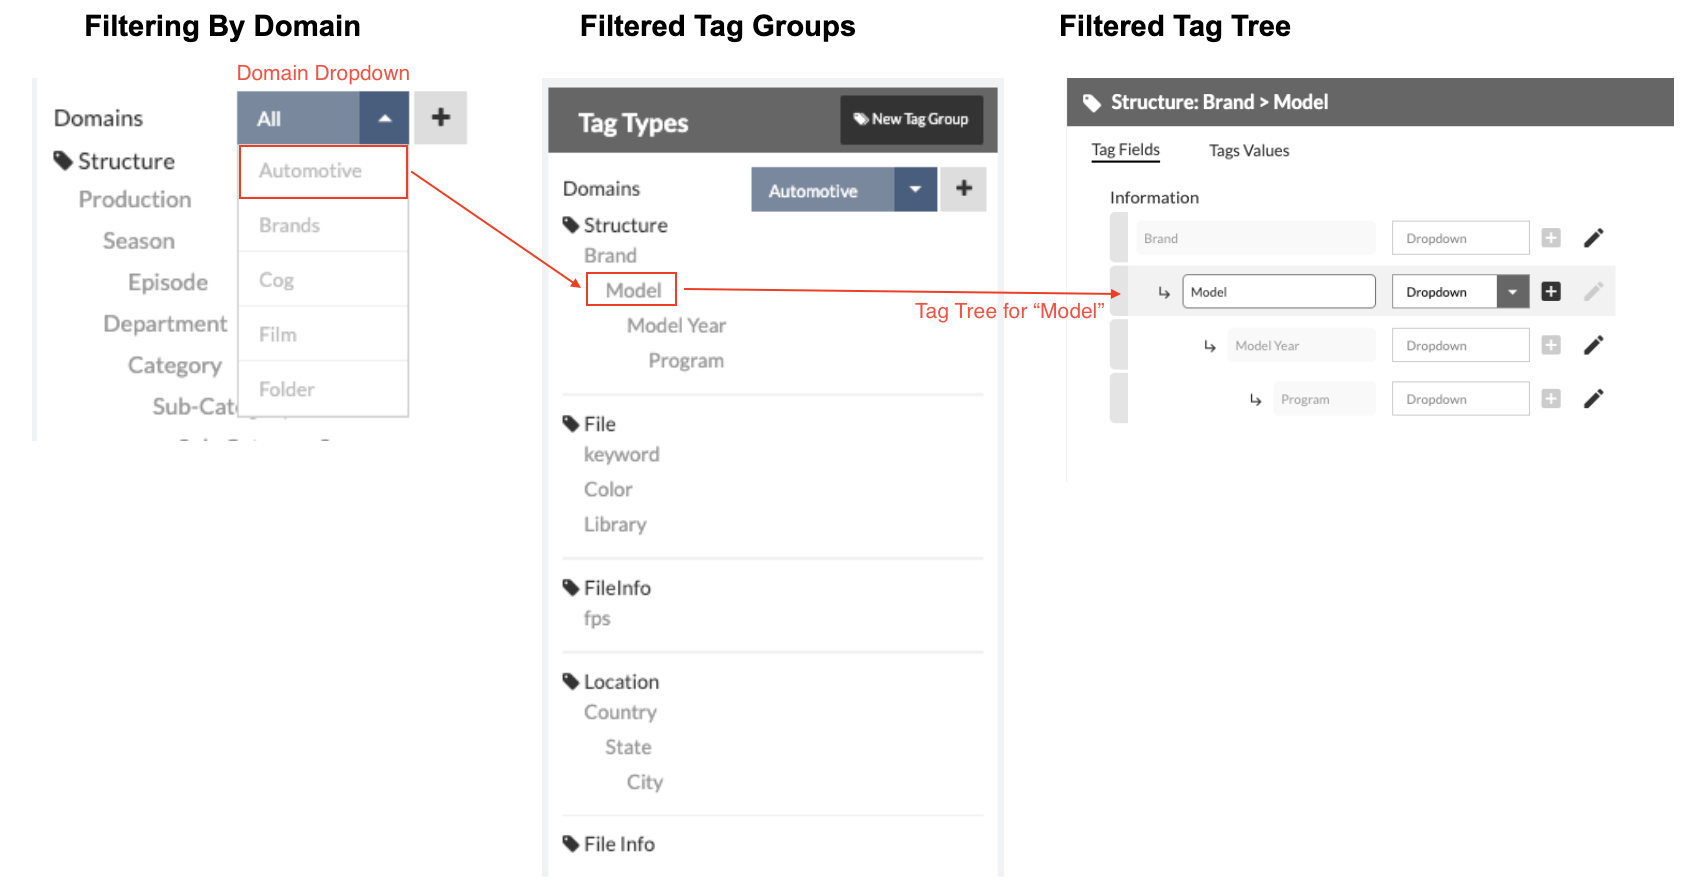 Filtering By Domain
Domain Dropdown
Domains
All
Structure
Automotive
Production
Brands
Season
Episode
Cog
Department
Film
Category
Folder
Filtered Tag Groups
Tag Types
New Tag Group
Domains
Automotive
Structure
Brand
Model
Model Year
Program
File
keyword
Color
Library
FileInfo
fps
Location
Country
State
City
File Info
Filtered Tag Tree
Structure: Brand > Model
Tag Fields
Tags Values
Information
Brand
Dropdown
Model
Dropdown
Tag Tree for “Model”
Model Year
Dropdown
Program
Dropdown